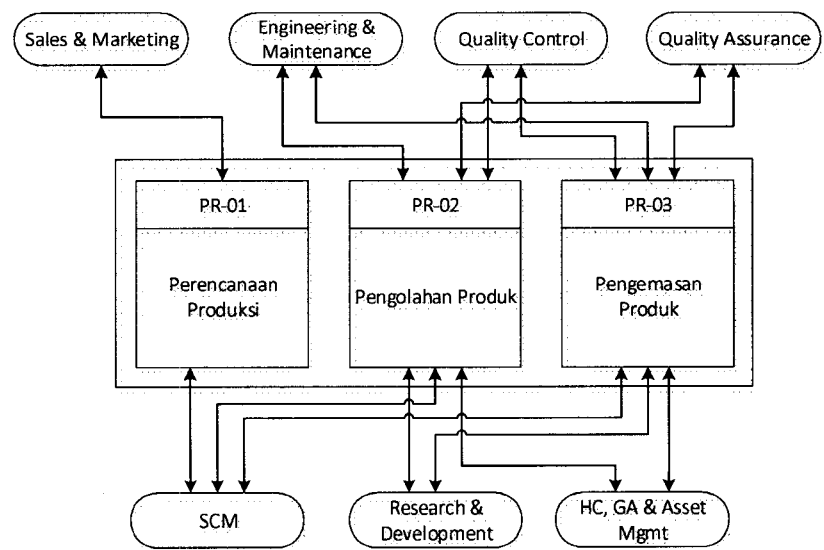 Sales & Marketing
Engineering &
Maintenance
Quality Control
Quality Assurance
PR-01
PR-02
PR-03
Perencanaan
Produksi
Pengolahan Produk
Pengemasan
Produk
SCM
Research &
Development
HC, GA & Asset
Mgmt